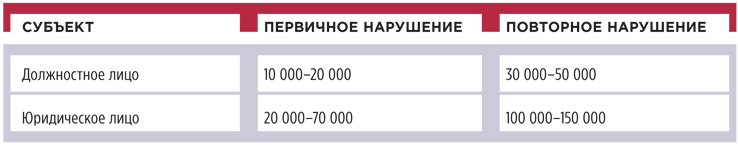 СУБЪЕКТ ПЕРВИЧНОЕ НАРУШЕНИЕ ПОВТОРНОЕ НАРУШЕНИЕ
Должностное лицо 10 000–20 000 30 000–50 000
Юридическое лицо 20 000–70 000 100 000–150 000